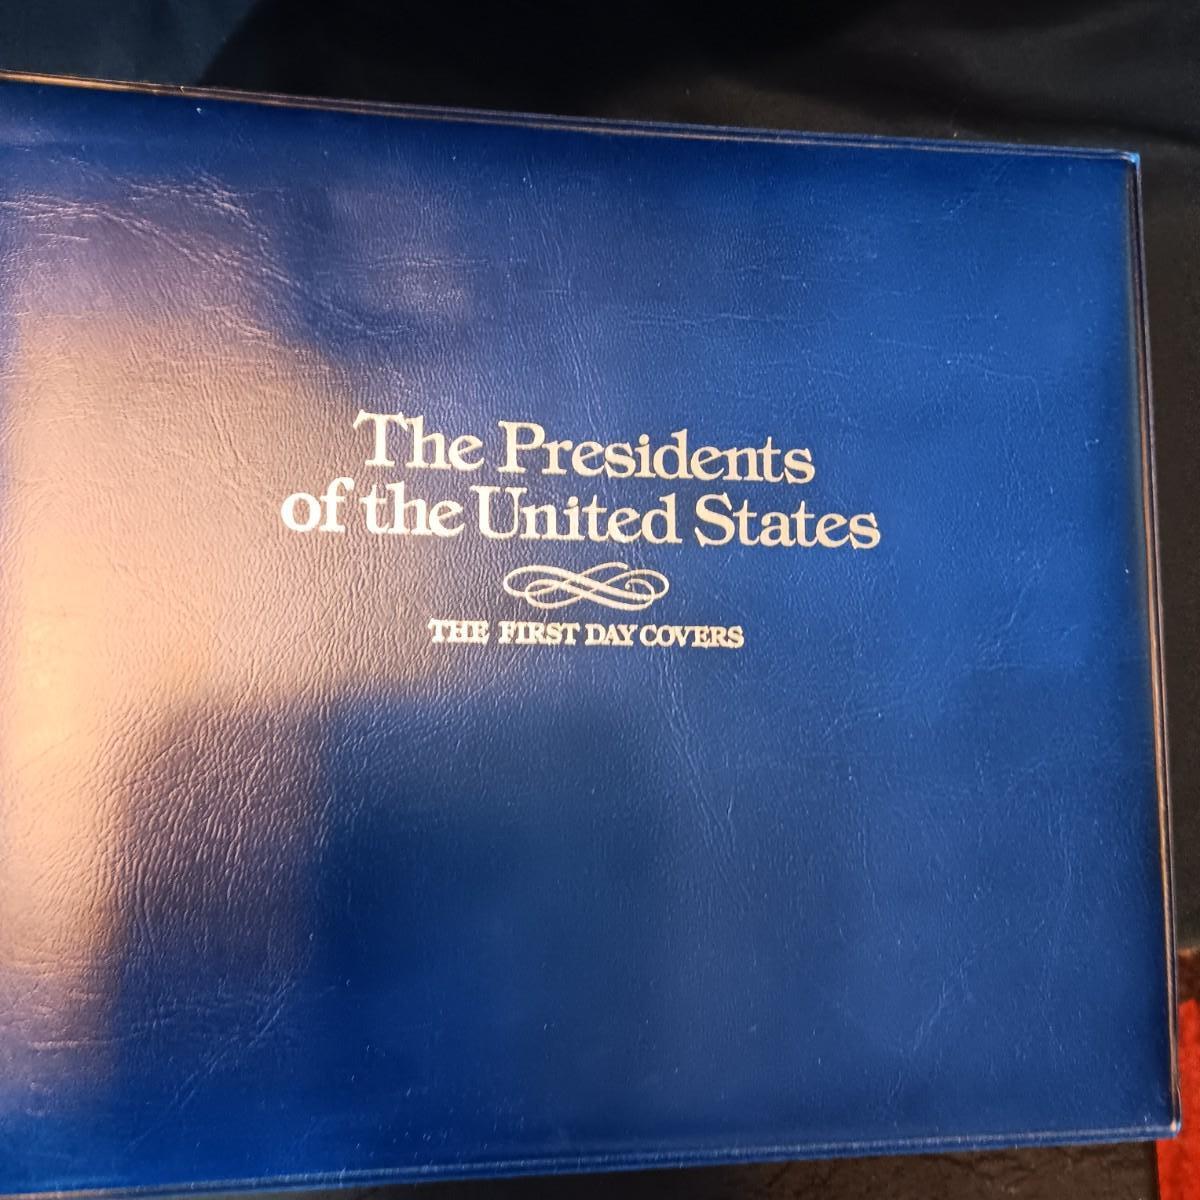 The Presidents
of the United States
THE FIRST DAY COVERS